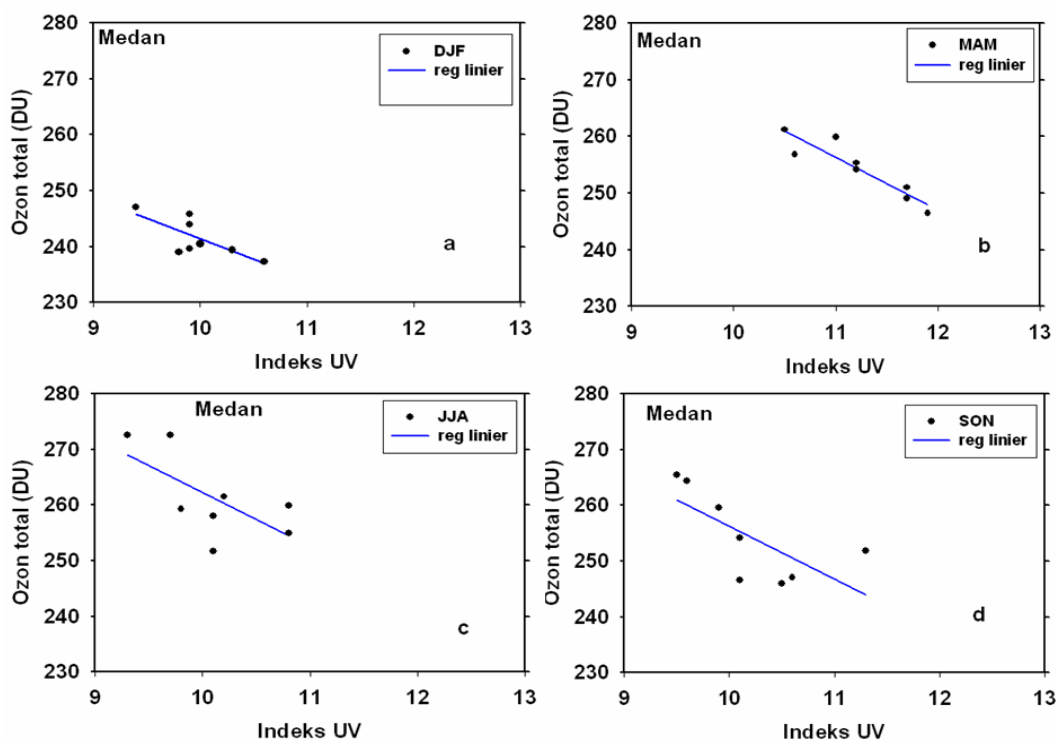 Medan
DJF
reg linier
Ozon total (DU)
280
270
260
250
240
230
a
9 10 11 12 13
Indeks UV
Medan
MAM
reg linier
Ozon total (DU)
280
270
260
250
240
230
b
9 10 11 12 13
Indeks UV
Medan
JJA
reg linier
Ozon total (DU)
280
270
260
250
240
230
c
9 10 11 12 13
Indeks UV
Medan
SON
reg linier
Ozon total (DU)
280
270
260
250
240
230
d
9 10 11 12 13
Indeks UV